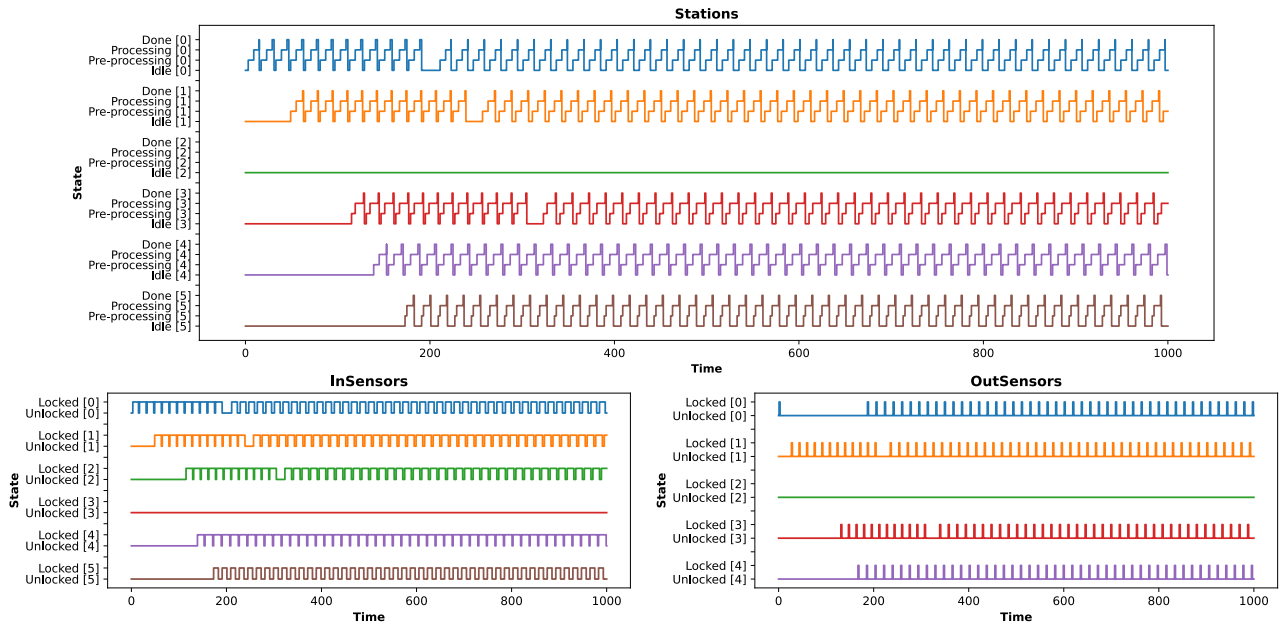 Stations
State
Done [0]
Processing [0]
Pre-processing [0]
Idle [0]
Done [1]
Processing [1]
Pre-processing [1]
Idle [1]
Done [2]
Processing [2]
Pre-processing [2]
Idle [2]
Done [3]
Processing [3]
Pre-processing [3]
Idle [3]
Done [4]
Processing [4]
Pre-processing [4]
Idle [4]
Done [5]
Processing [5]
Pre-processing [5]
Idle [5]
0 200 400 600 800 1000
Time
InSensors
State
Locked [0]
Unlocked [0]
Locked [1]
Unlocked [1]
Locked [2]
Unlocked [2]
Locked [3]
Unlocked [3]
Locked [4]
Unlocked [4]
Locked [5]
Unlocked [5]
0 200 400 600 800 1000
Time
OutSensors
State
Locked [0]
Unlocked [0]
Locked [1]
Unlocked [1]
Locked [2]
Unlocked [2]
Locked [3]
Unlocked [3]
Locked [4]
Unlocked [4]
0 200 400 600 800 1000
Time